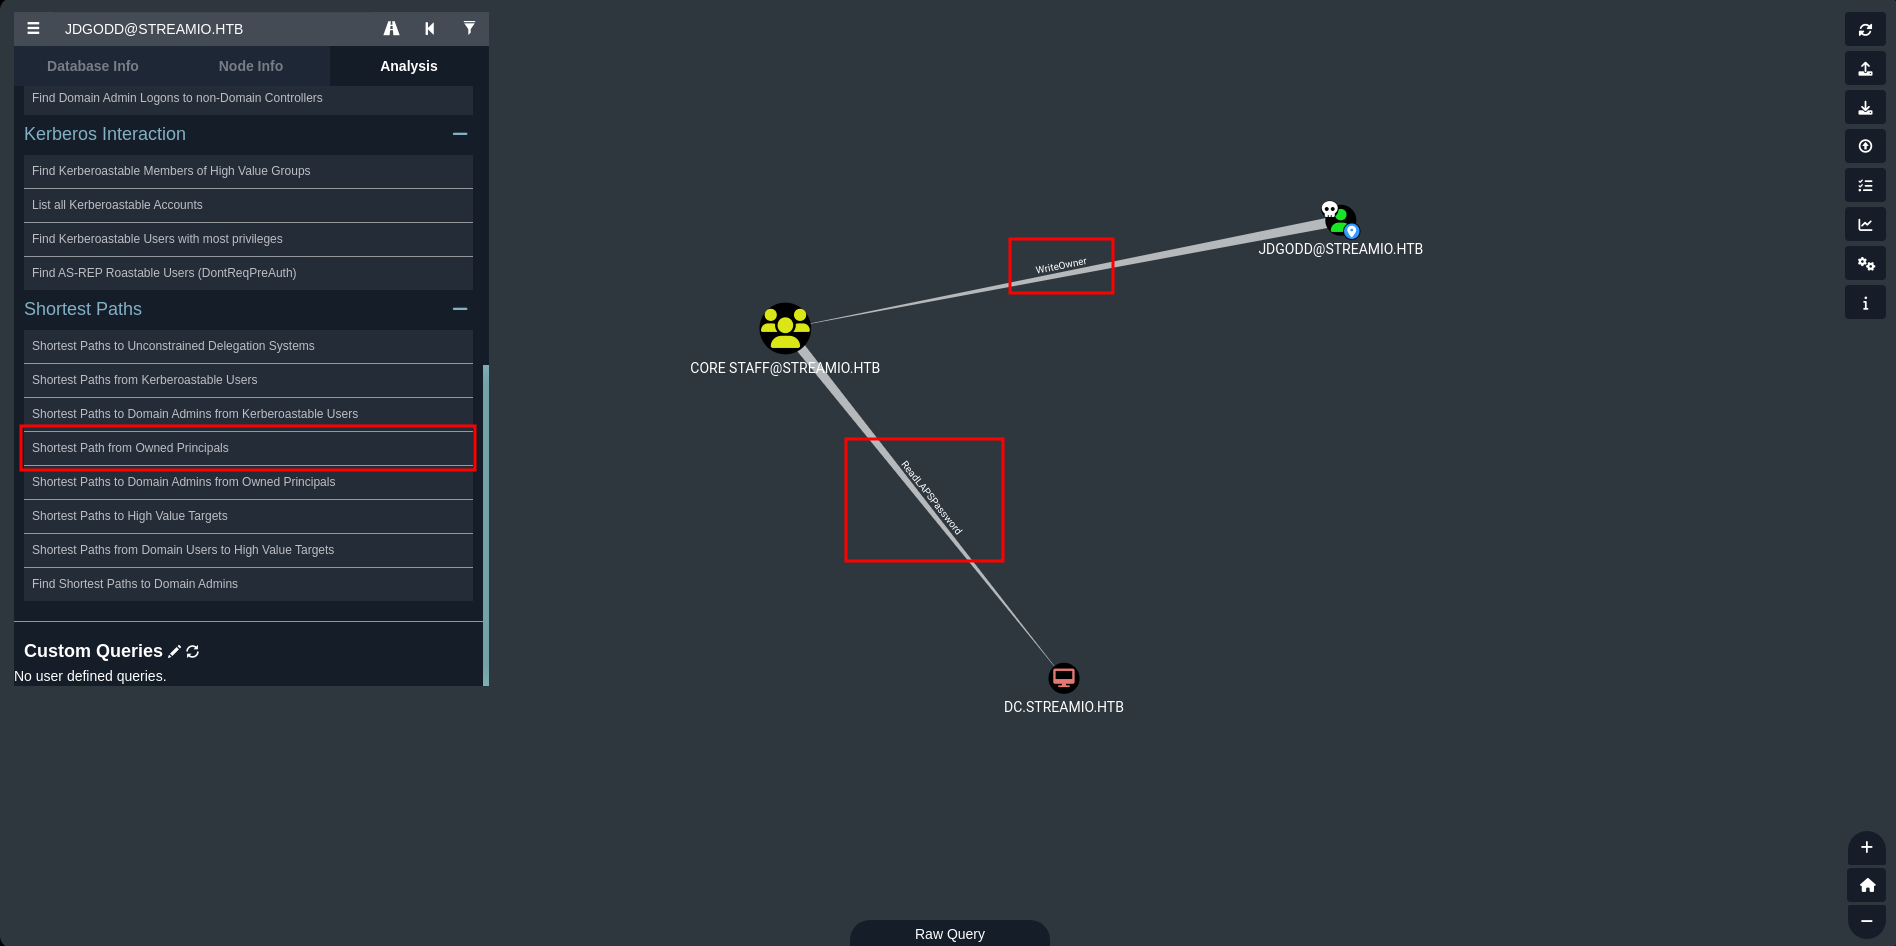 JDGODD@STREAMIO.HTB
Database Info
Node Info
Analysis
Find Domain Admin Logons to non-Domain Controllers
Kerberos Interaction
Find Kerberoastable Members of High Value Groups
List all Kerberoastable Accounts
Find Kerberoastable Users with most privileges
Find AS-REP Roastable Users (DontReqPreAuth)
Shortest Paths
Shortest Paths to Unconstrained Delegation Systems
Shortest Paths from Kerberoastable Users
Shortest Paths to Domain Admins from Kerberoastable Users
Shortest Path from Owned Principals
Shortest Paths to Domain Admins from Owned Principals
Shortest Paths to High Value Targets
Shortest Paths from Domain Users to High Value Targets
Find Shortest Paths to Domain Admins
Custom Queries
No user defined queries.
JDGODD@STREAMIO.HTB
WriteOwner
CORE STAFF@STREAMIO.HTB
ReadLAPSPassword
DC.STREAMIO.HTB
Raw Query